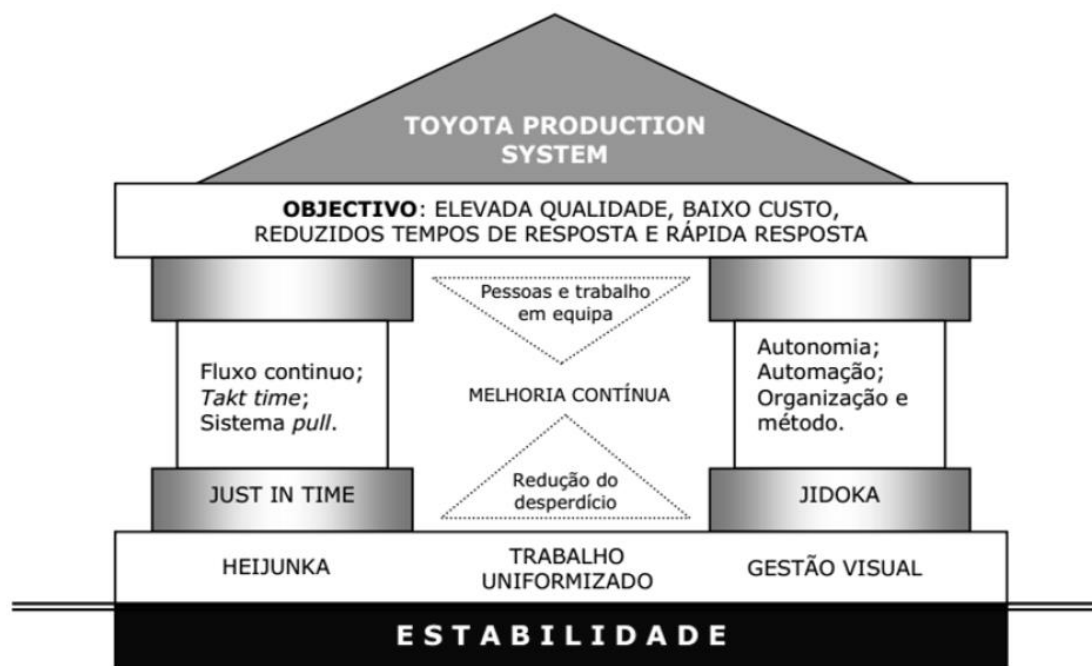 TOYOTA PRODUCTION
SYSTEM
OBJECTIVO: ELEVADA QUALIDADE, BAIXO CUSTO,
REDUZIDOS TEMPOS DE RESPOSTA E RÁPIDA RESPOSTA
Fluxo continuo;
Takt time;
Sistema pull.
JUST IN TIME
Pessoas e trabalho
em equipa
MELHORIA CONTÍNUA
Redução do
desperdício
Autonomia;
Automação;
Organização e
método.
JIDOKA
HEIJUNKA
TRABALHO
UNIFORMIZADO
GESTÃO VISUAL
ESTABILIDADE